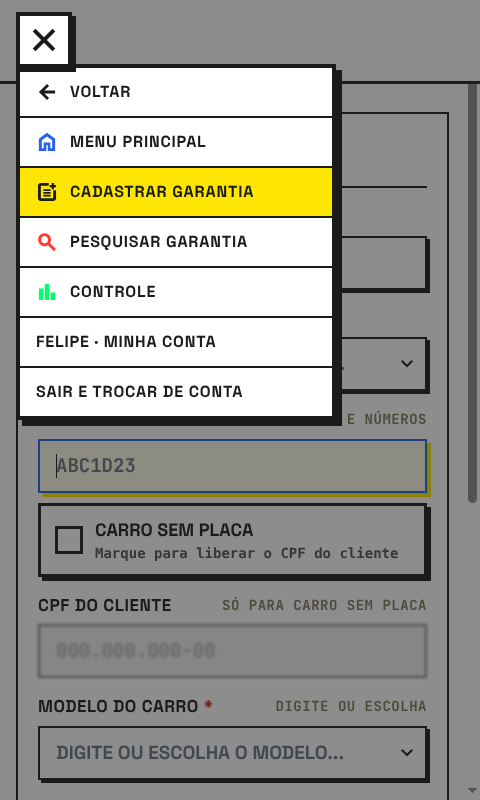 VOLTAR
MENU PRINCIPAL
CADASTRAR GARANTIA
PESQUISAR GARANTIA
CONTROLE
FELIPE · MINHA CONTA
SAIR E TROCAR DE CONTA
E NÚMEROS
ABC1D23
CARRO SEM PLACA
Marque para liberar o CPF do cliente
CPF DO CLIENTE SÓ PARA CARRO SEM PLACA
000.000.000-00
MODELO DO CARRO * DIGITE OU ESCOLHA
DIGITE OU ESCOLHA O MODELO...